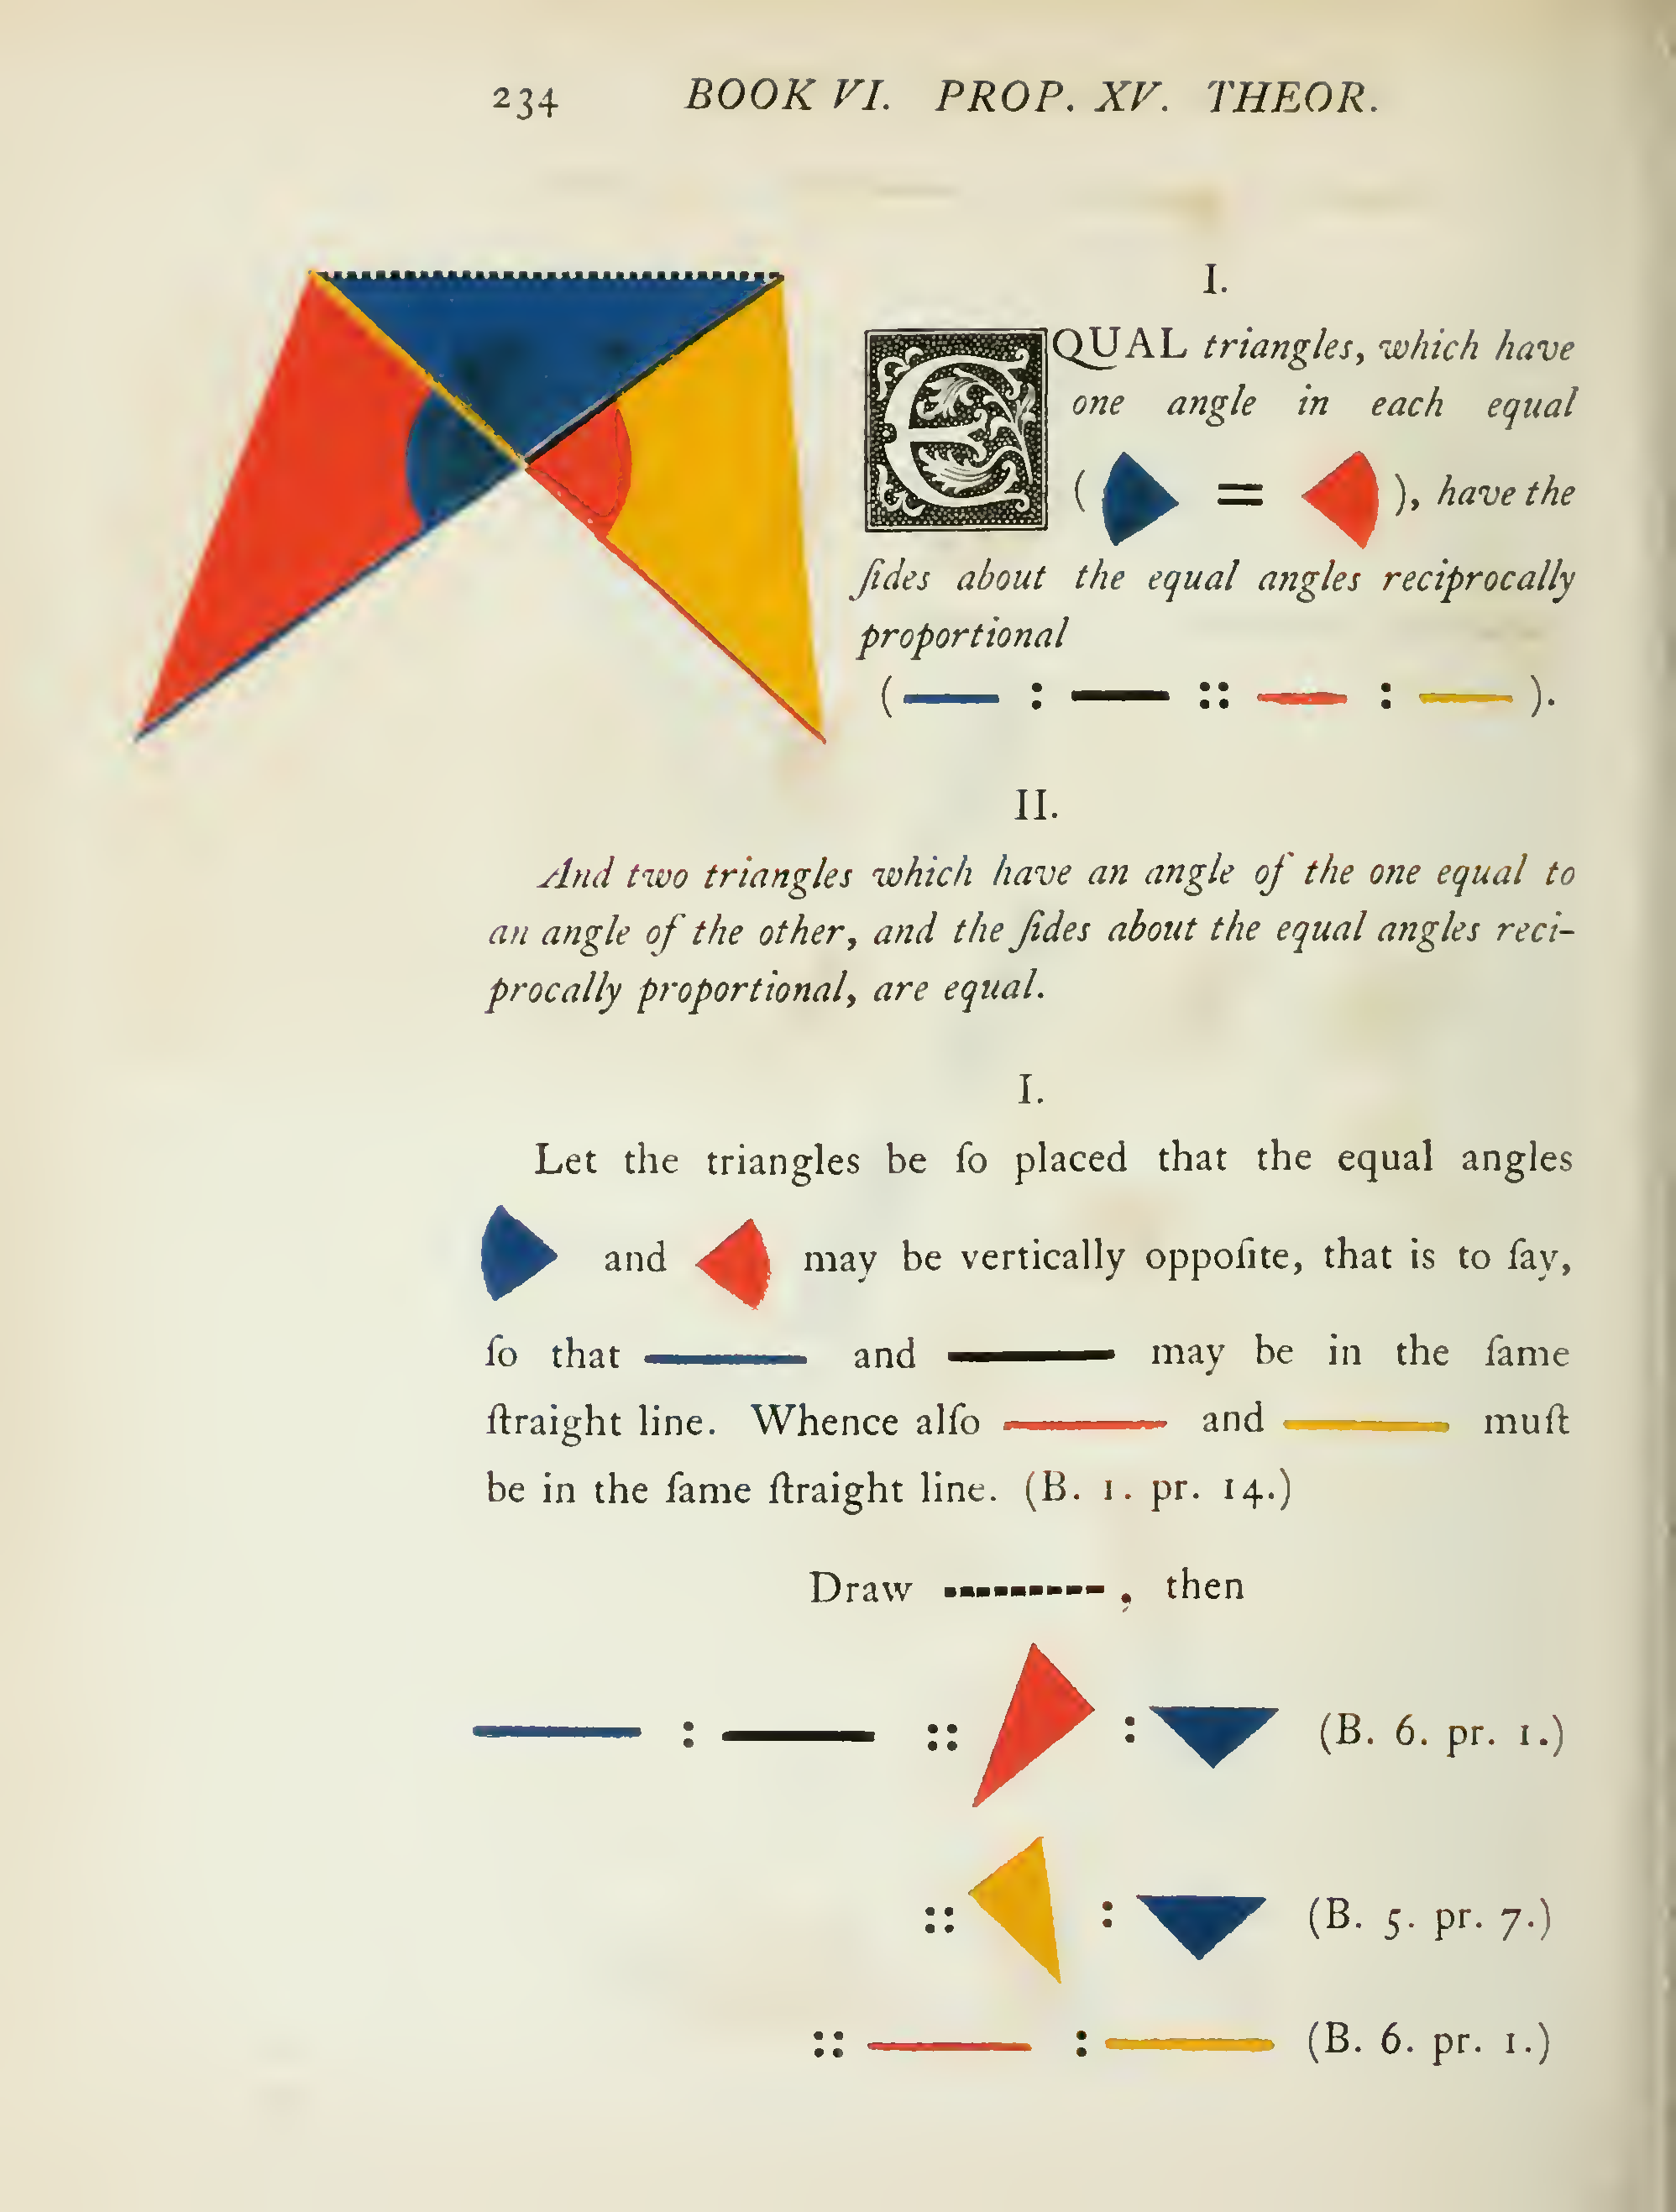 234 BOOK VI. PROP. XV. THEOR.
I.
EQUAL triangles, which have
one angle in each equal
( = ), have the
ſides about the equal angles reciprocally
proportional
( : :: : ).
II.
And two triangles which have an angle of the one equal to
an angle of the other, and the ſides about the equal angles reci-
procally proportional, are equal.
I.
Let the triangles be ſo placed that the equal angles
and may be vertically oppoſite, that is to ſay,
ſo that and may be in the ſame
ſtraight line. Whence alſo and muſt
be in the ſame ſtraight line. (B. 1. pr. 14.)
Draw , then
: :: : (B. 6. pr. 1.)
:: : (B. 5. pr. 7.)
:: : (B. 6. pr. 1.)